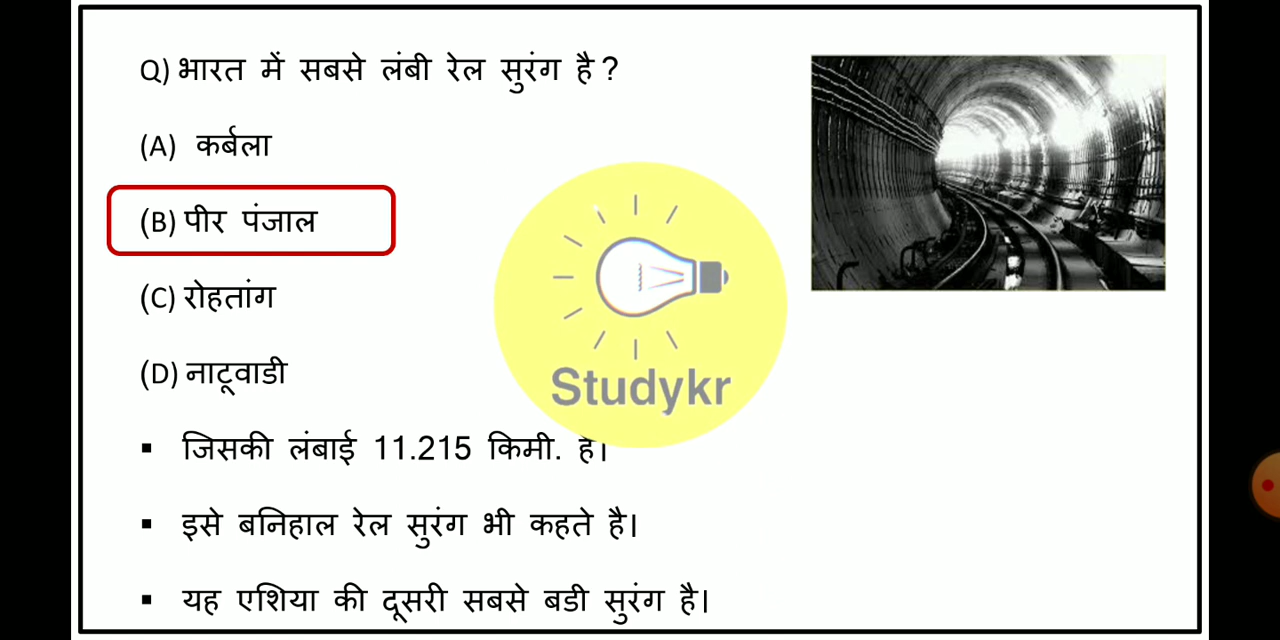 Q) भारत में सबसे लंबी रेल सुरंग है ?
(A) कर्बला
(B) पीर पंजाल
(C) रोहतांग
(D) नाटूवाडी
Studykr
▪ जिसकी लंबाई 11.215 किमी. है।
▪ इसे बनिहाल रेल सुरंग भी कहते है।
▪ यह एशिया की दूसरी सबसे बडी सुरंग है।